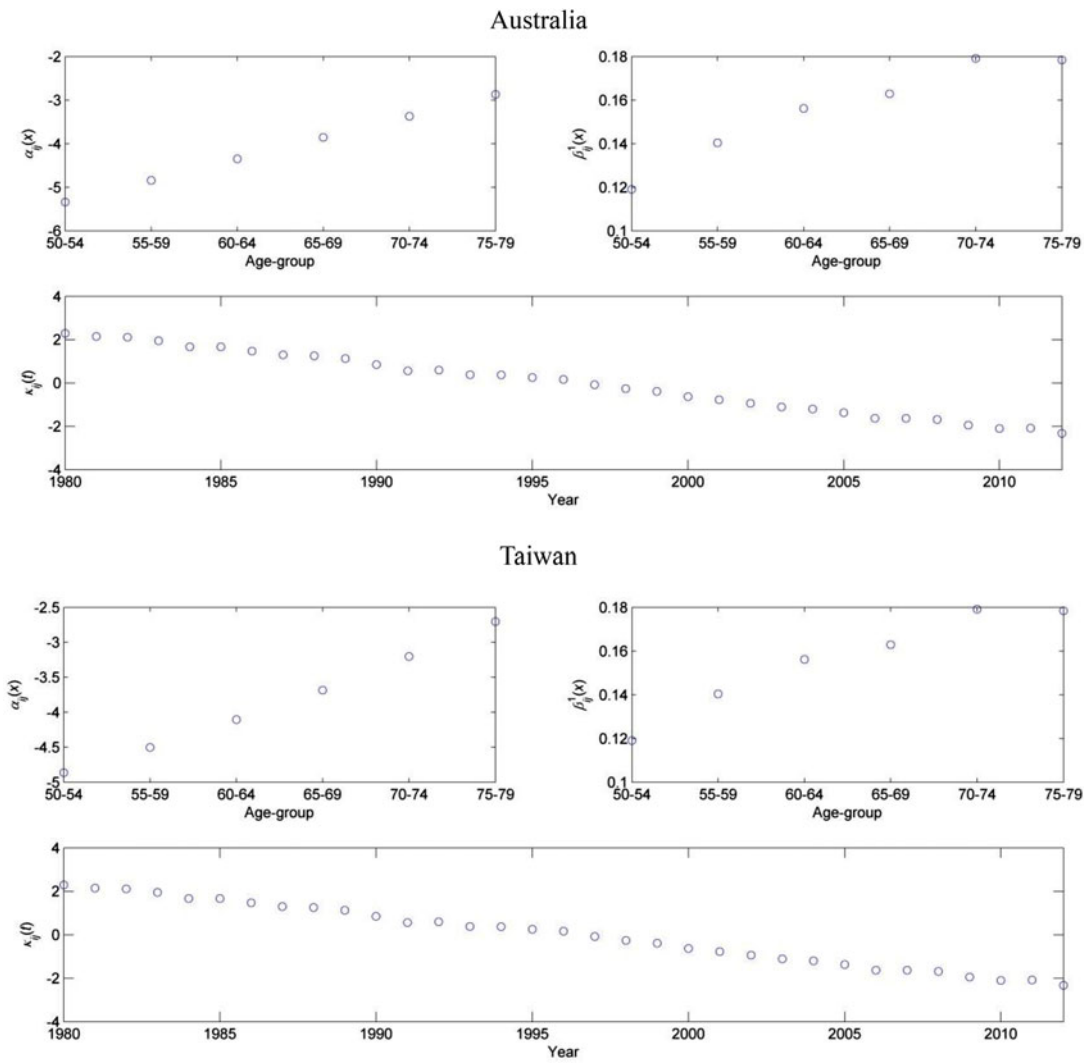 Australia
-2
-3
-4
-5
-6
αij(x)
50-54 55-59 60-64 65-69 70-74 75-79
Age-group
0.18
0.16
0.14
0.12
0.1
β¹ij(x)
50-54 55-59 60-64 65-69 70-74 75-79
Age-group
4
2
0
-2
-4
κij(t)
1980 1985 1990 1995 2000 2005 2010
Year
Taiwan
-2.5
-3
-3.5
-4
-4.5
-5
αij(x)
50-54 55-59 60-64 65-69 70-74 75-79
Age-group
0.18
0.16
0.14
0.12
0.1
β¹ij(x)
50-54 55-59 60-64 65-69 70-74 75-79
Age-group
4
2
0
-2
-4
κij(t)
1980 1985 1990 1995 2000 2005 2010
Year